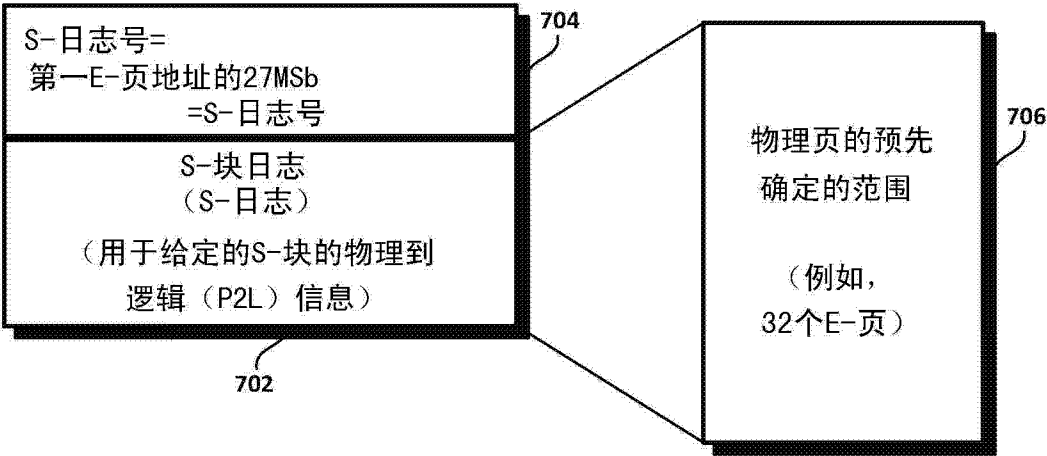 S-日志号=
第一E-页地址的27MSb
=S-日志号
704
S-块日志
(S-日志)
(用于给定的S-块的物理到
逻辑(P2L)信息)
702
物理页的预先
确定的范围
(例如,
32个E-页)
706